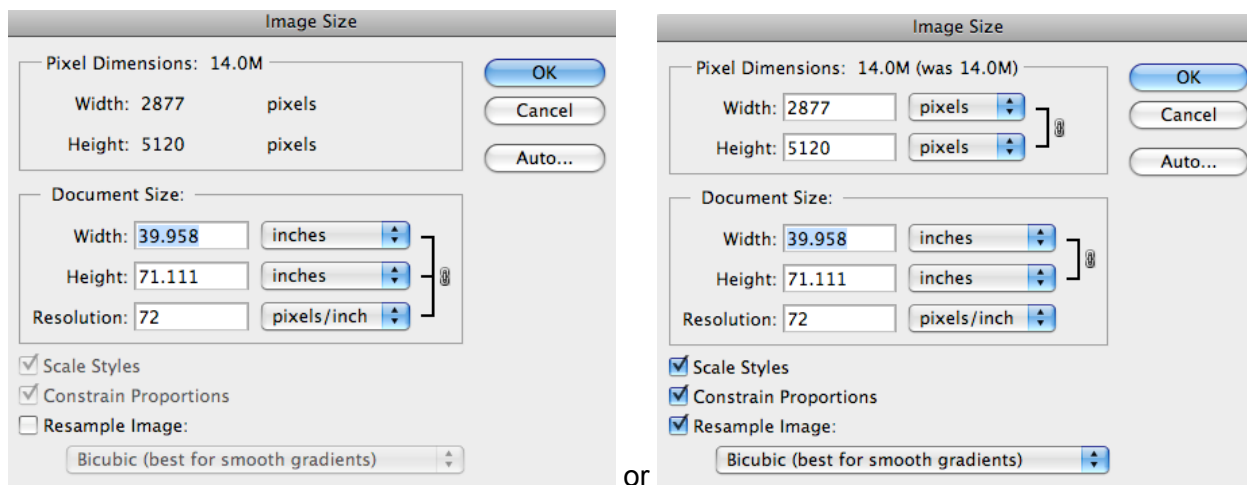 Image Size
Pixel Dimensions: 14.0M
OK
Width: 2877 pixels
Cancel
Height: 5120 pixels
Auto...
Document Size:
Width: 39.958 inches
Height: 71.111 inches
Resolution: 72 pixels/inch
Scale Styles
Constrain Proportions
Resample Image:
Bicubic (best for smooth gradients)
or
Image Size
Pixel Dimensions: 14.0M (was 14.0M)
OK
Width: 2877 pixels
Cancel
Height: 5120 pixels
Auto...
Document Size:
Width: 39.958 inches
Height: 71.111 inches
Resolution: 72 pixels/inch
Scale Styles
Constrain Proportions
Resample Image:
Bicubic (best for smooth gradients)